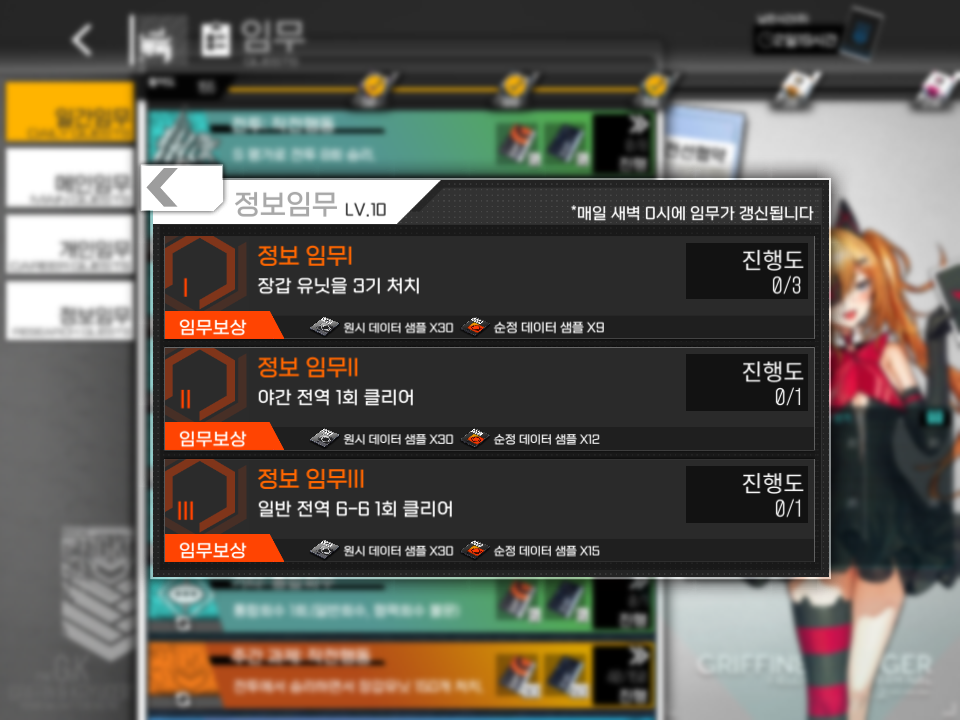 임무
정보임무 LV.10
*매일 새벽 0시에 임무가 갱신됩니다
I
정보 임무I
장갑 유닛을 3기 처치
진행도
0/3
임무보상
원시 데이터 샘플 X30
순정 데이터 샘플 X9
II
정보 임무II
야간 전역 1회 클리어
진행도
0/1
임무보상
원시 데이터 샘플 X30
순정 데이터 샘플 X12
III
정보 임무III
일반 전역 6-6 1회 클리어
진행도
0/1
임무보상
원시 데이터 샘플 X30
순정 데이터 샘플 X15